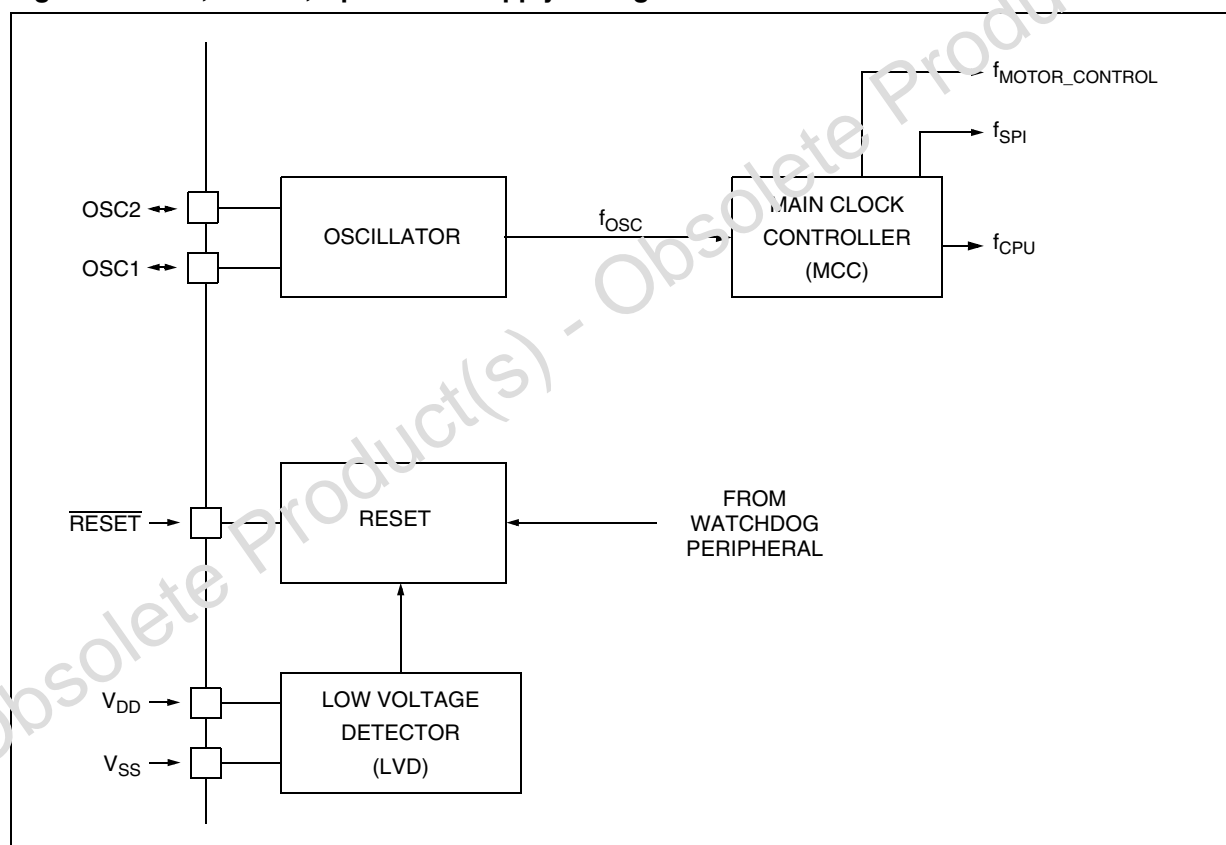 OSC2
OSC1
OSCILLATOR
fOSC
MAIN CLOCK
CONTROLLER
(MCC)
fMOTOR_CONTROL
fSPI
fCPU
RESET
RESET
FROM
WATCHDOG
PERIPHERAL
VDD
VSS
LOW VOLTAGE
DETECTOR
(LVD)
Obsolete Product(s) - Obsolete Produ